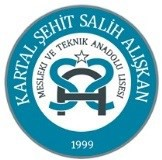 KARTAL ŞEHİT SALİH ALIŞKAN
MESLEKİ VE TEKNİK ANADOLU LİSESİ
1999